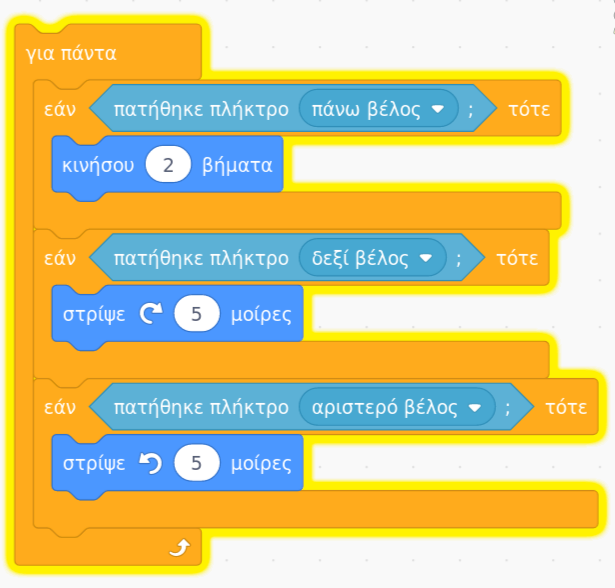 για πάντα
εάν πατήθηκε πλήκτρο πάνω βέλος ; τότε
κινήσου 2 βήματα
εάν πατήθηκε πλήκτρο δεξί βέλος ; τότε
στρίψε 5 μοίρες
εάν πατήθηκε πλήκτρο αριστερό βέλος ; τότε
στρίψε 5 μοίρες